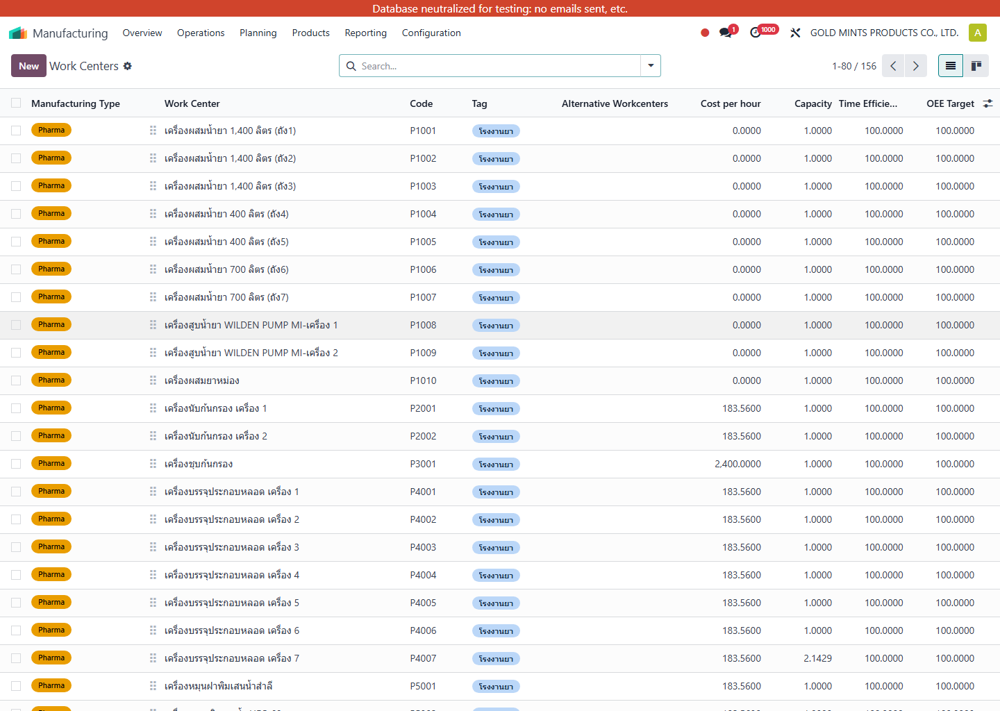 Database neutralized for testing: no emails sent, etc.
Manufacturing Overview Operations Planning Products Reporting Configuration 1 1000 GOLD MINTS PRODUCTS CO., LTD. A
New Work Centers Search... 1-80 / 156
Manufacturing Type Work Center Code Tag Alternative Workcenters Cost per hour Capacity Time Efficie... OEE Target
Pharma เครื่องผสมน้ำยา 1,400 ลิตร (ถัง1) P1001 โรงงานยา 0.0000 1.0000 100.0000 100.0000
Pharma เครื่องผสมน้ำยา 1,400 ลิตร (ถัง2) P1002 โรงงานยา 0.0000 1.0000 100.0000 100.0000
Pharma เครื่องผสมน้ำยา 1,400 ลิตร (ถัง3) P1003 โรงงานยา 0.0000 1.0000 100.0000 100.0000
Pharma เครื่องผสมน้ำยา 400 ลิตร (ถัง4) P1004 โรงงานยา 0.0000 1.0000 100.0000 100.0000
Pharma เครื่องผสมน้ำยา 400 ลิตร (ถัง5) P1005 โรงงานยา 0.0000 1.0000 100.0000 100.0000
Pharma เครื่องผสมน้ำยา 700 ลิตร (ถัง6) P1006 โรงงานยา 0.0000 1.0000 100.0000 100.0000
Pharma เครื่องผสมน้ำยา 700 ลิตร (ถัง7) P1007 โรงงานยา 0.0000 1.0000 100.0000 100.0000
Pharma เครื่องสูบน้ำยา WILDEN PUMP MI-เครื่อง 1 P1008 โรงงานยา 0.0000 1.0000 100.0000 100.0000
Pharma เครื่องสูบน้ำยา WILDEN PUMP MI-เครื่อง 2 P1009 โรงงานยา 0.0000 1.0000 100.0000 100.0000
Pharma เครื่องผสมยาหม่อง P1010 โรงงานยา 0.0000 1.0000 100.0000 100.0000
Pharma เครื่องนับก้นกรอง เครื่อง 1 P2001 โรงงานยา 183.5600 1.0000 100.0000 100.0000
Pharma เครื่องนับก้นกรอง เครื่อง 2 P2002 โรงงานยา 183.5600 1.0000 100.0000 100.0000
Pharma เครื่องชุบก้นกรอง P3001 โรงงานยา 2,400.0000 1.0000 100.0000 100.0000
Pharma เครื่องบรรจุประกอบหลอด เครื่อง 1 P4001 โรงงานยา 183.5600 1.0000 100.0000 100.0000
Pharma เครื่องบรรจุประกอบหลอด เครื่อง 2 P4002 โรงงานยา 183.5600 1.0000 100.0000 100.0000
Pharma เครื่องบรรจุประกอบหลอด เครื่อง 3 P4003 โรงงานยา 183.5600 1.0000 100.0000 100.0000
Pharma เครื่องบรรจุประกอบหลอด เครื่อง 4 P4004 โรงงานยา 183.5600 1.0000 100.0000 100.0000
Pharma เครื่องบรรจุประกอบหลอด เครื่อง 5 P4005 โรงงานยา 183.5600 1.0000 100.0000 100.0000
Pharma เครื่องบรรจุประกอบหลอด เครื่อง 6 P4006 โรงงานยา 183.5600 1.0000 100.0000 100.0000
Pharma เครื่องบรรจุประกอบหลอด เครื่อง 7 P4007 โรงงานยา 183.5600 2.1429 100.0000 100.0000
Pharma เครื่องหมุนฝาพิมเสนน้ำสำลี P5001 โรงงานยา 183.5600 1.0000 100.0000 100.0000